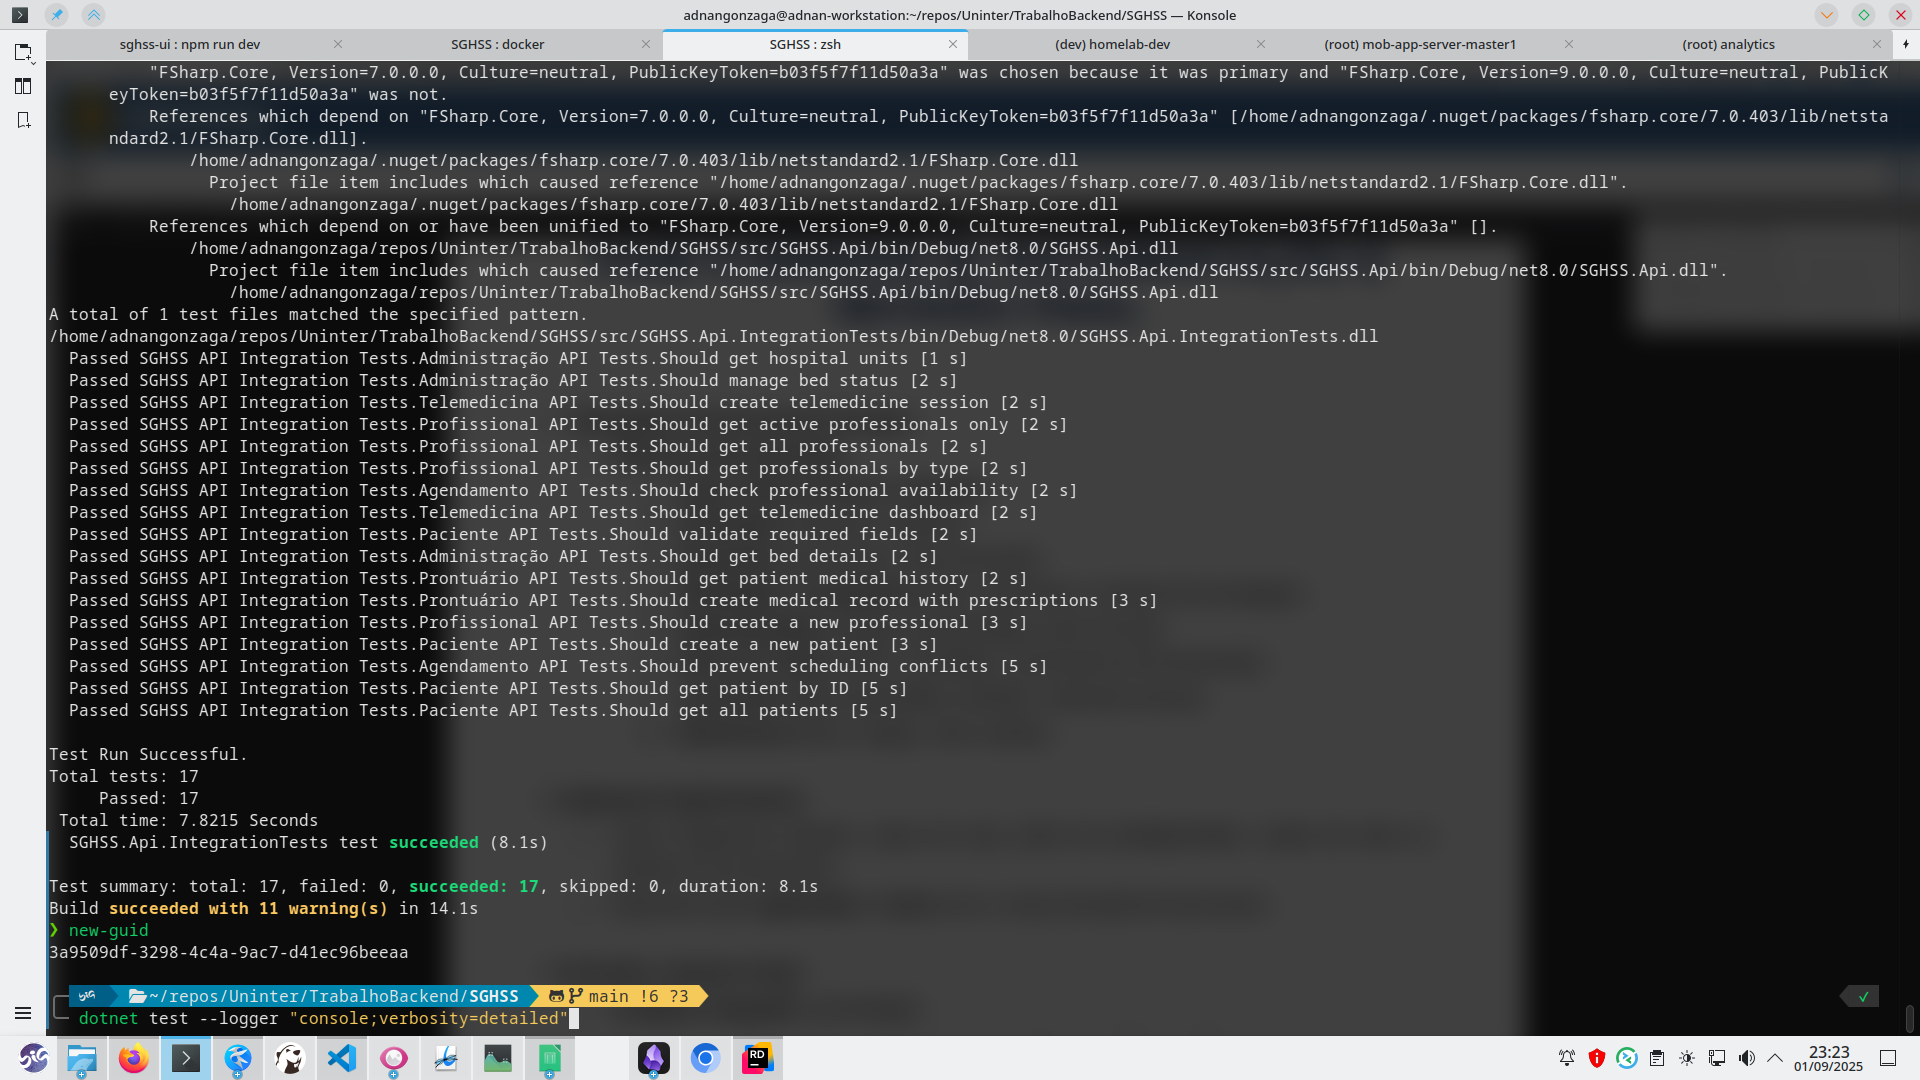 adnangonzaga@adnan-workstation:~/repos/Uninter/TrabalhoBackend/SGHSS — Konsole
sghss-ui : npm run dev
SGHSS : docker
SGHSS : zsh
(dev) homelab-dev
(root) mob-app-server-master1
(root) analytics
"FSharp.Core, Version=7.0.0.0, Culture=neutral, PublicKeyToken=b03f5f7f11d50a3a" was chosen because it was primary and "FSharp.Core, Version=9.0.0.0, Culture=neutral, PublicK
eyToken=b03f5f7f11d50a3a" was not.
References which depend on "FSharp.Core, Version=7.0.0.0, Culture=neutral, PublicKeyToken=b03f5f7f11d50a3a" [/home/adnangonzaga/.nuget/packages/fsharp.core/7.0.403/lib/netsta
ndard2.1/FSharp.Core.dll].
/home/adnangonzaga/.nuget/packages/fsharp.core/7.0.403/lib/netstandard2.1/FSharp.Core.dll
Project file item includes which caused reference "/home/adnangonzaga/.nuget/packages/fsharp.core/7.0.403/lib/netstandard2.1/FSharp.Core.dll".
/home/adnangonzaga/.nuget/packages/fsharp.core/7.0.403/lib/netstandard2.1/FSharp.Core.dll
References which depend on or have been unified to "FSharp.Core, Version=9.0.0.0, Culture=neutral, PublicKeyToken=b03f5f7f11d50a3a" [].
/home/adnangonzaga/repos/Uninter/TrabalhoBackend/SGHSS/src/SGHSS.Api/bin/Debug/net8.0/SGHSS.Api.dll
Project file item includes which caused reference "/home/adnangonzaga/repos/Uninter/TrabalhoBackend/SGHSS/src/SGHSS.Api/bin/Debug/net8.0/SGHSS.Api.dll".
/home/adnangonzaga/repos/Uninter/TrabalhoBackend/SGHSS/src/SGHSS.Api/bin/Debug/net8.0/SGHSS.Api.dll
A total of 1 test files matched the specified pattern.
/home/adnangonzaga/repos/Uninter/TrabalhoBackend/SGHSS/src/SGHSS.Api.IntegrationTests/bin/Debug/net8.0/SGHSS.Api.IntegrationTests.dll
Passed SGHSS API Integration Tests.Administração API Tests.Should get hospital units [1 s]
Passed SGHSS API Integration Tests.Administração API Tests.Should manage bed status [2 s]
Passed SGHSS API Integration Tests.Telemedicina API Tests.Should create telemedicine session [2 s]
Passed SGHSS API Integration Tests.Profissional API Tests.Should get active professionals only [2 s]
Passed SGHSS API Integration Tests.Profissional API Tests.Should get all professionals [2 s]
Passed SGHSS API Integration Tests.Profissional API Tests.Should get professionals by type [2 s]
Passed SGHSS API Integration Tests.Agendamento API Tests.Should check professional availability [2 s]
Passed SGHSS API Integration Tests.Telemedicina API Tests.Should get telemedicine dashboard [2 s]
Passed SGHSS API Integration Tests.Paciente API Tests.Should validate required fields [2 s]
Passed SGHSS API Integration Tests.Administração API Tests.Should get bed details [2 s]
Passed SGHSS API Integration Tests.Prontuário API Tests.Should get patient medical history [2 s]
Passed SGHSS API Integration Tests.Prontuário API Tests.Should create medical record with prescriptions [3 s]
Passed SGHSS API Integration Tests.Profissional API Tests.Should create a new professional [3 s]
Passed SGHSS API Integration Tests.Paciente API Tests.Should create a new patient [3 s]
Passed SGHSS API Integration Tests.Agendamento API Tests.Should prevent scheduling conflicts [5 s]
Passed SGHSS API Integration Tests.Paciente API Tests.Should get patient by ID [5 s]
Passed SGHSS API Integration Tests.Paciente API Tests.Should get all patients [5 s]
Test Run Successful.
Total tests: 17
Passed: 17
Total time: 7.8215 Seconds
SGHSS.Api.IntegrationTests test succeeded (8.1s)
Test summary: total: 17, failed: 0, succeeded: 17, skipped: 0, duration: 8.1s
Build succeeded with 11 warning(s) in 14.1s
❯ new-guid
3a9509df-3298-4c4a-9ac7-d41ec96beeaa
~/repos/Uninter/TrabalhoBackend/SGHSS main !6 ?3 ✓
dotnet test --logger "console;verbosity=detailed"
RD
23:23
01/09/2025